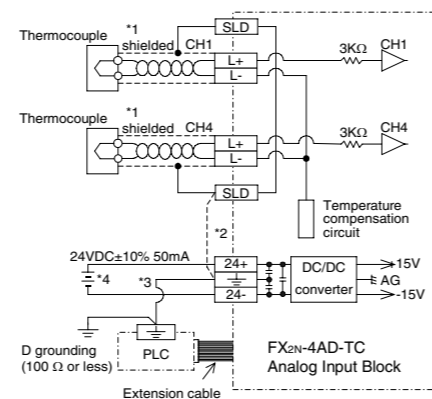 SLD
Thermocouple
*1
shielded
CH1
L+
L-
3KΩ
CH1
Thermocouple
*1
shielded
CH4
L+
L-
3KΩ
CH4
SLD
Temperature
compensation
circuit
*2
24VDC±10% 50mA
*4
*3
24+
24-
DC/DC
converter
+15V
AG
-15V
D grounding
(100 Ω or less)
PLC
Extension cable
FX2N-4AD-TC
Analog Input Block